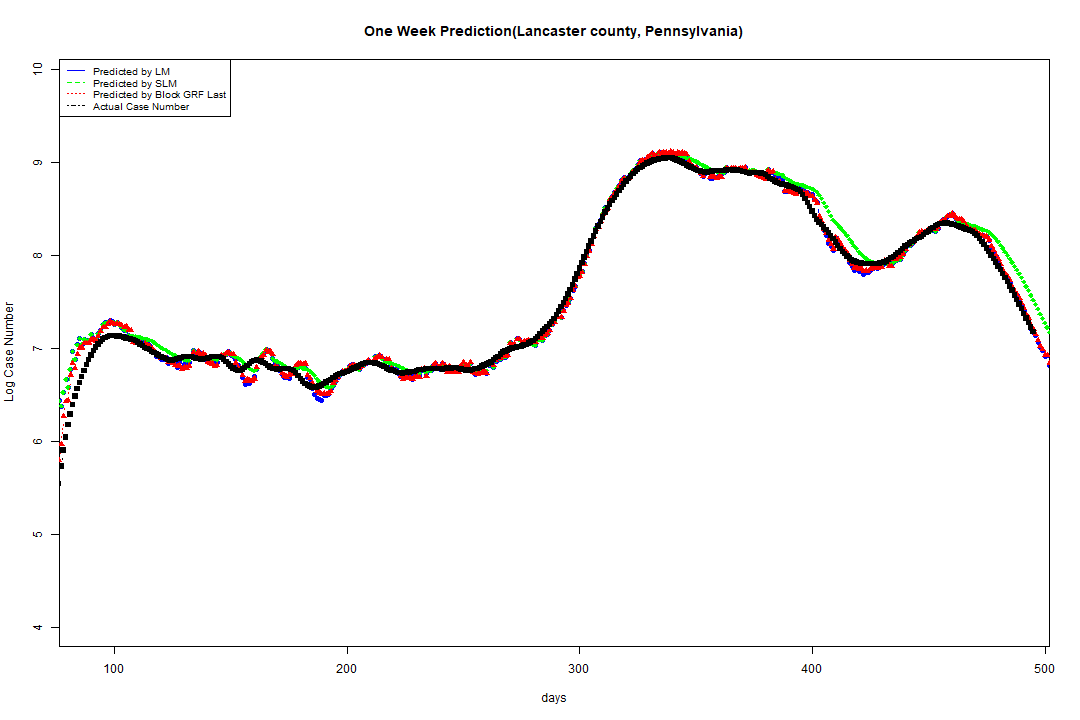 One Week Prediction(Lancaster county, Pennsylvania)
Predicted by LM
Predicted by SLM
Predicted by Block GRF Last
Actual Case Number
Log Case Number
10
9
8
7
6
5
4
100 200 300 400 500
days